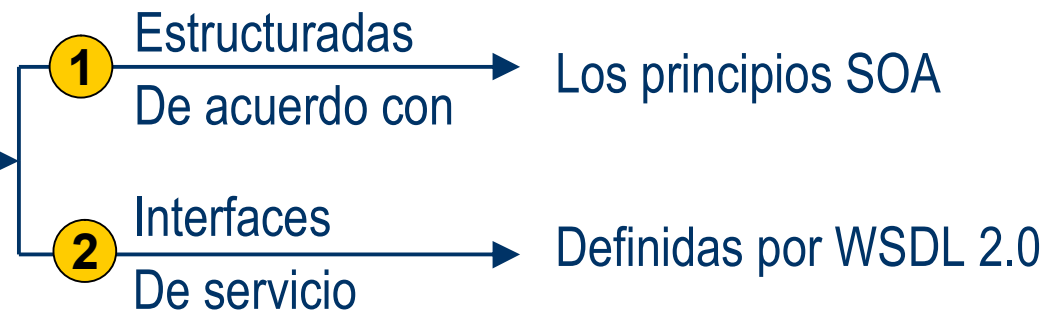 Estructuradas
1
De acuerdo con
Los principios SOA
Interfaces
2
De servicio
Definidas por WSDL 2.0